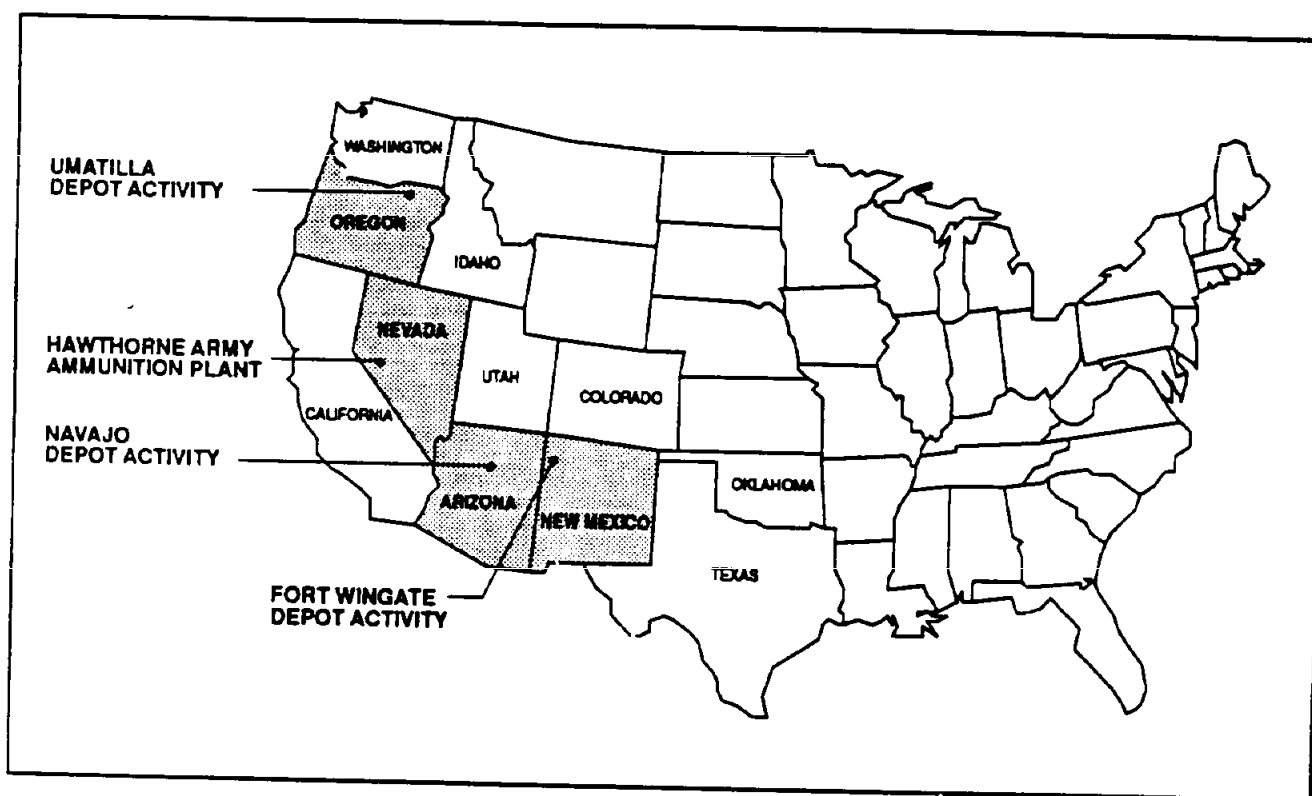 WASHINGTON
UMATILLA
DEPOT ACTIVITY
OREGON
IDAHO
NEVADA
HAWTHORNE ARMY
AMMUNITION PLANT
UTAH
COLORADO
CALIFORNIA
NAVAJO
DEPOT ACTIVITY
ARIZONA
OKLAHOMA
NEW MEXICO
TEXAS
FORT WINGATE
DEPOT ACTIVITY